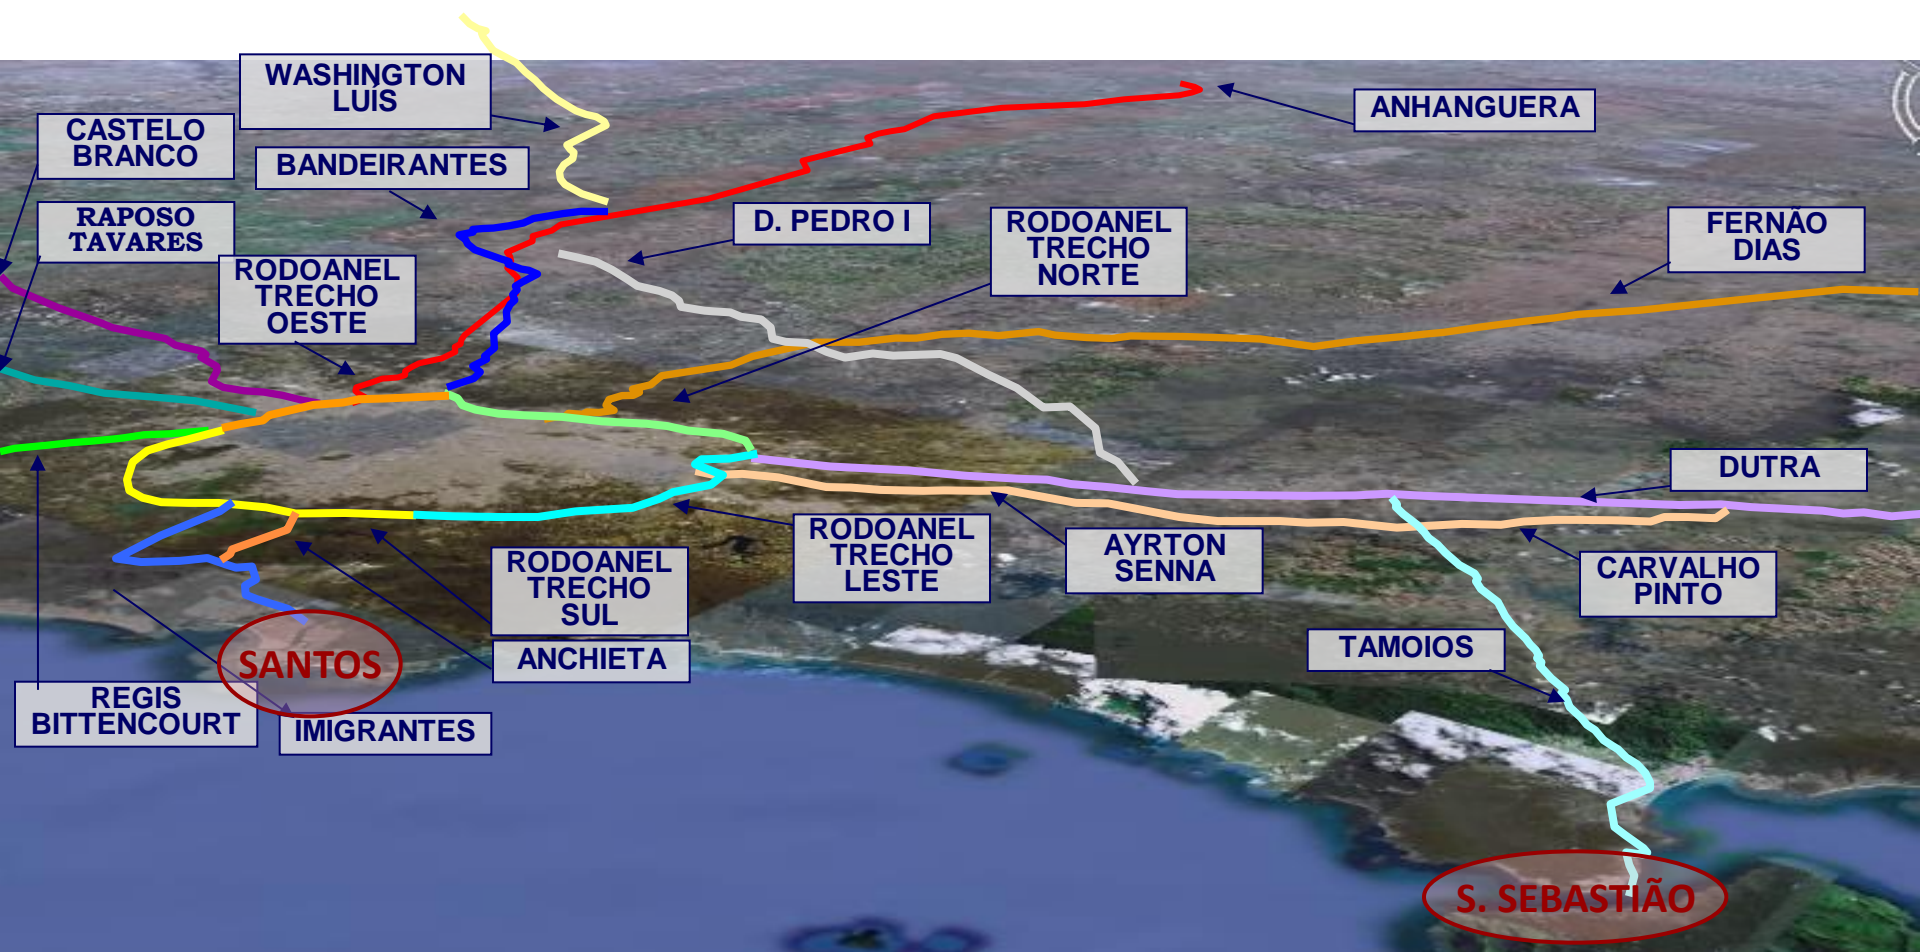 WASHINGTON
LUÍS
ANHANGUERA
CASTELO
BRANCO
BANDEIRANTES
RAPOSO
TAVARES
D. PEDRO I
RODOANEL
TRECHO
NORTE
FERNÃO
DIAS
RODOANEL
TRECHO
OESTE
DUTRA
RODOANEL
TRECHO
SUL
RODOANEL
TRECHO
LESTE
AYRTON
SENNA
CARVALHO
PINTO
ANCHIETA
TAMOIOS
SANTOS
REGIS
BITTENCOURT
IMIGRANTES
S. SEBASTIÃO